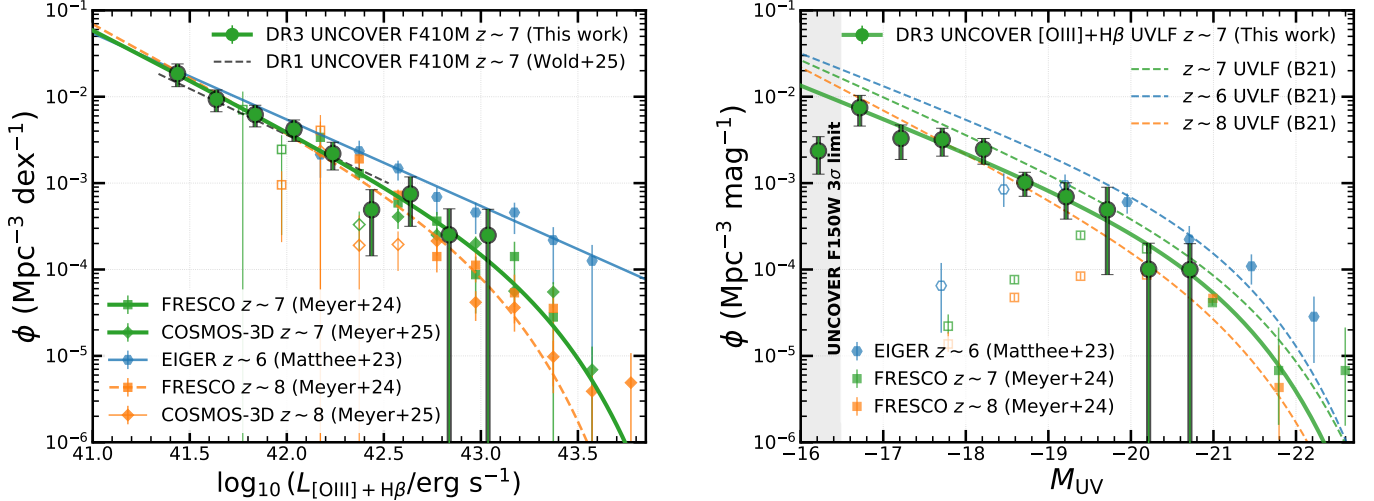 10⁻¹
10⁻²
10⁻³
10⁻⁴
10⁻⁵
10⁻⁶
ϕ (Mpc⁻³ dex⁻¹)
DR3 UNCOVER F410M z ~ 7 (This work)
DR1 UNCOVER F410M z ~ 7 (Wold+25)
FRESCO z ~ 7 (Meyer+24)
COSMOS-3D z ~ 7 (Meyer+25)
EIGER z ~ 6 (Matthee+23)
FRESCO z ~ 8 (Meyer+24)
COSMOS-3D z ~ 8 (Meyer+25)
41.0 41.5 42.0 42.5 43.0 43.5
log₁₀ (L[OIII] + Hβ/erg s⁻¹)
10⁻¹
10⁻²
10⁻³
10⁻⁴
10⁻⁵
10⁻⁶
ϕ (Mpc⁻³ mag⁻¹)
DR3 UNCOVER [OIII]+Hβ UVLF z ~ 7 (This work)
z ~ 7 UVLF (B21)
z ~ 6 UVLF (B21)
z ~ 8 UVLF (B21)
UNCOVER F150W 3σ limit
EIGER z ~ 6 (Matthee+23)
FRESCO z ~ 7 (Meyer+24)
FRESCO z ~ 8 (Meyer+24)
−16 −17 −18 −19 −20 −21 −22
M_UV